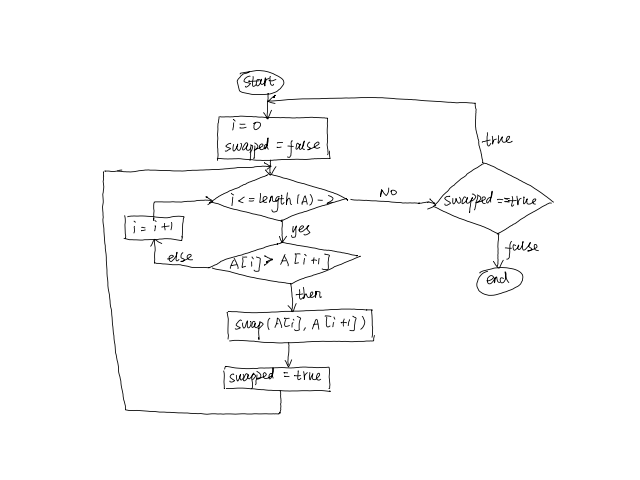 start
i = 0
swapped = false
i <= length(A) - 2
No
swapped == true
true
false
end
yes
i = i+1
else
A[i] > A[i+1]
then
swap(A[i], A[i+1])
swapped = true